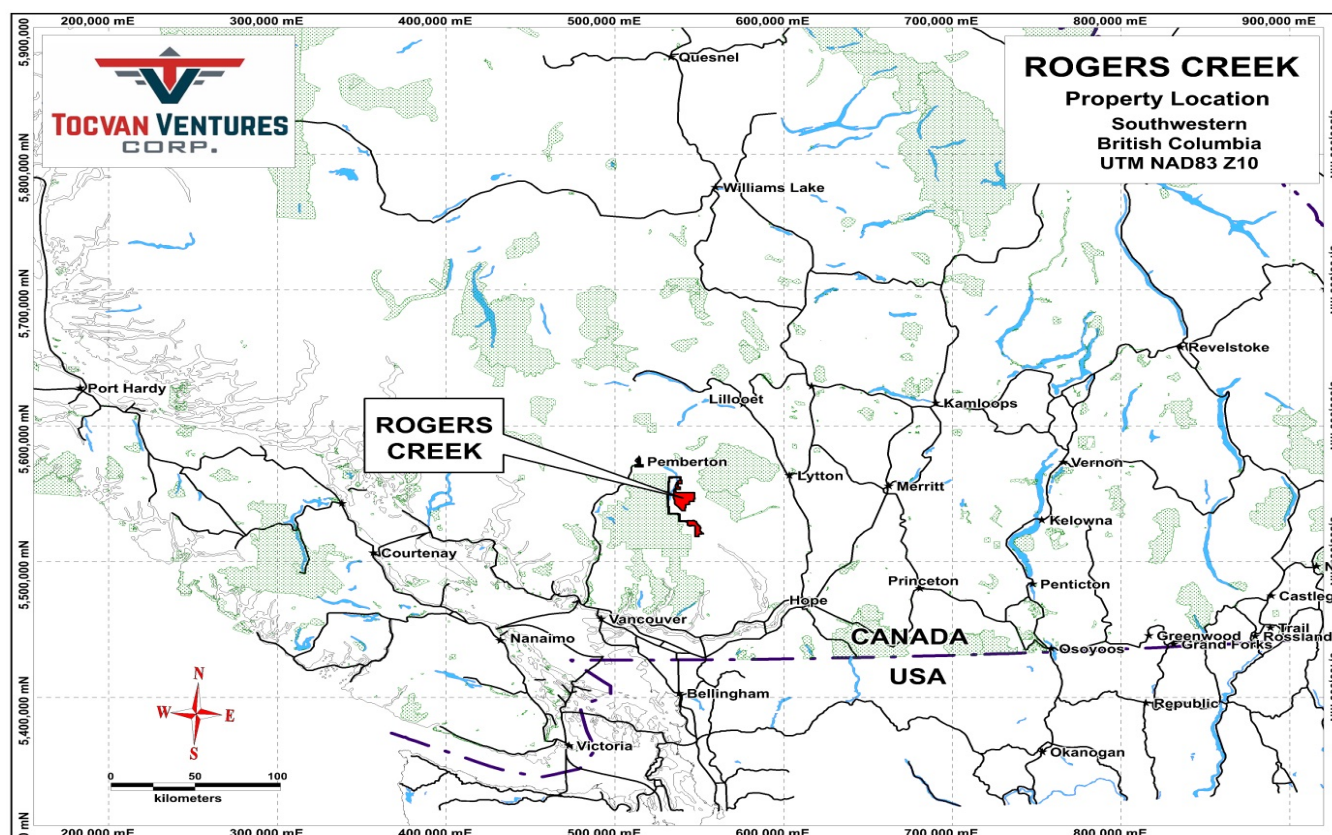 200,000 mE
300,000 mE
400,000 mE
500,000 mE
600,000 mE
700,000 mE
800,000 mE
900,000 mE
5,900,000
5,800,000 mN
5,700,000 mN
5,600,000 mN
5,500,000 mN
5,400,000 mN
TOCVAN VENTURES
CORP.
ROGERS CREEK
Property Location
Southwestern
British Columbia
UTM NAD83 Z10
Quesnel
Williams Lake
Revelstoke
Port Hardy
Lillooet
Kamloops
ROGERS
CREEK
Pemberton
Lytton
Merritt
Vernon
Kelowna
Courtenay
Princeton
Penticton
Hope
Castleg
Vancouver
Nanaimo
CANADA
USA
Osoyoos
Greenwood
Grand Forks
Trail
Rossland
Bellingham
Republic
Victoria
Okanogan
N
W
E
S
0
50
100
kilometers
200,000 mE
300,000 mE
400,000 mE
500,000 mE
600,000 mE
700,000 mE
800,000 mE
900,000 mE